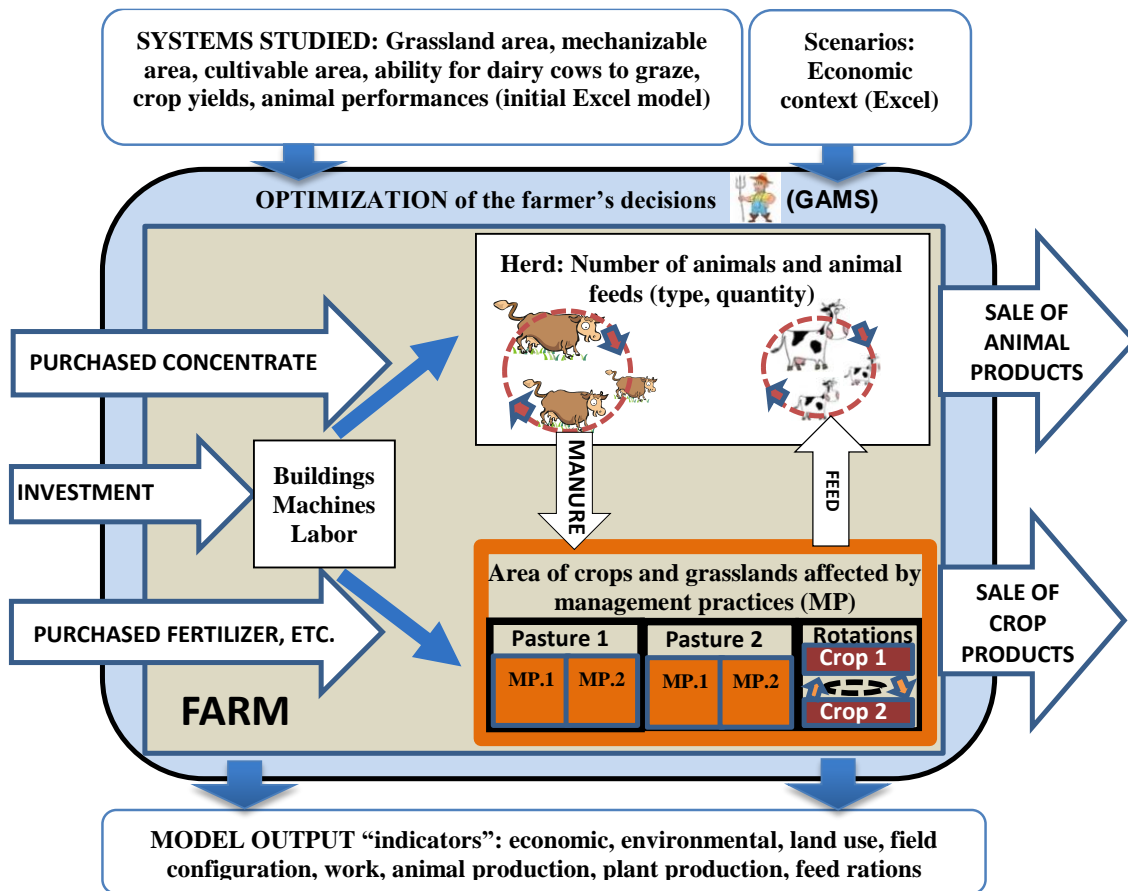 SYSTEMS STUDIED: Grassland area, mechanizable
area, cultivable area, ability for dairy cows to graze,
crop yields, animal performances (initial Excel model)
Scenarios:
Economic
context (Excel)
OPTIMIZATION of the farmer’s decisions
(GAMS)
Herd: Number of animals and animal
feeds (type, quantity)
PURCHASED CONCENTRATE
INVESTMENT
Buildings
Machines
Labor
PURCHASED FERTILIZER, ETC.
FARM
MANURE
FEED
Area of crops and grasslands affected by
management practices (MP)
Pasture 1
MP.1
MP.2
Pasture 2
MP.1
MP.2
Rotations
Crop 1
Crop 2
SALE OF
ANIMAL
PRODUCTS
SALE OF
CROP
PRODUCTS
MODEL OUTPUT “indicators”: economic, environmental, land use, field
configuration, work, animal production, plant production, feed rations